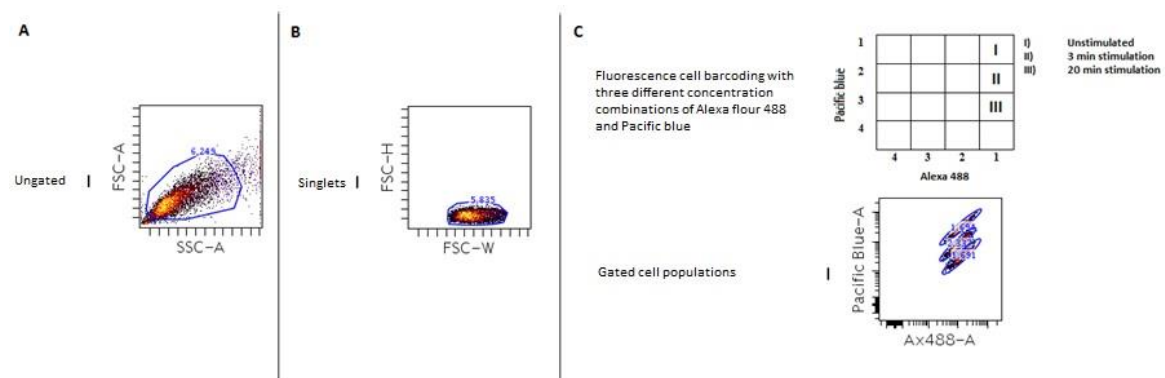 A
Ungated
I
FSC-A
6,249
SSC-A
B
Singlets
I
FSC-H
5,835
FSC-W
C
Fluorescence cell barcoding with
three different concentration
combinations of Alexa flour 488
and Pacific blue
Pacific blue
1
2
3
4
I
II
III
4 3 2 1
Alexa 488
I) Unstimulated
II) 3 min stimulation
III) 20 min stimulation
Gated cell populations
I
Pacific Blue-A
Ax488-A